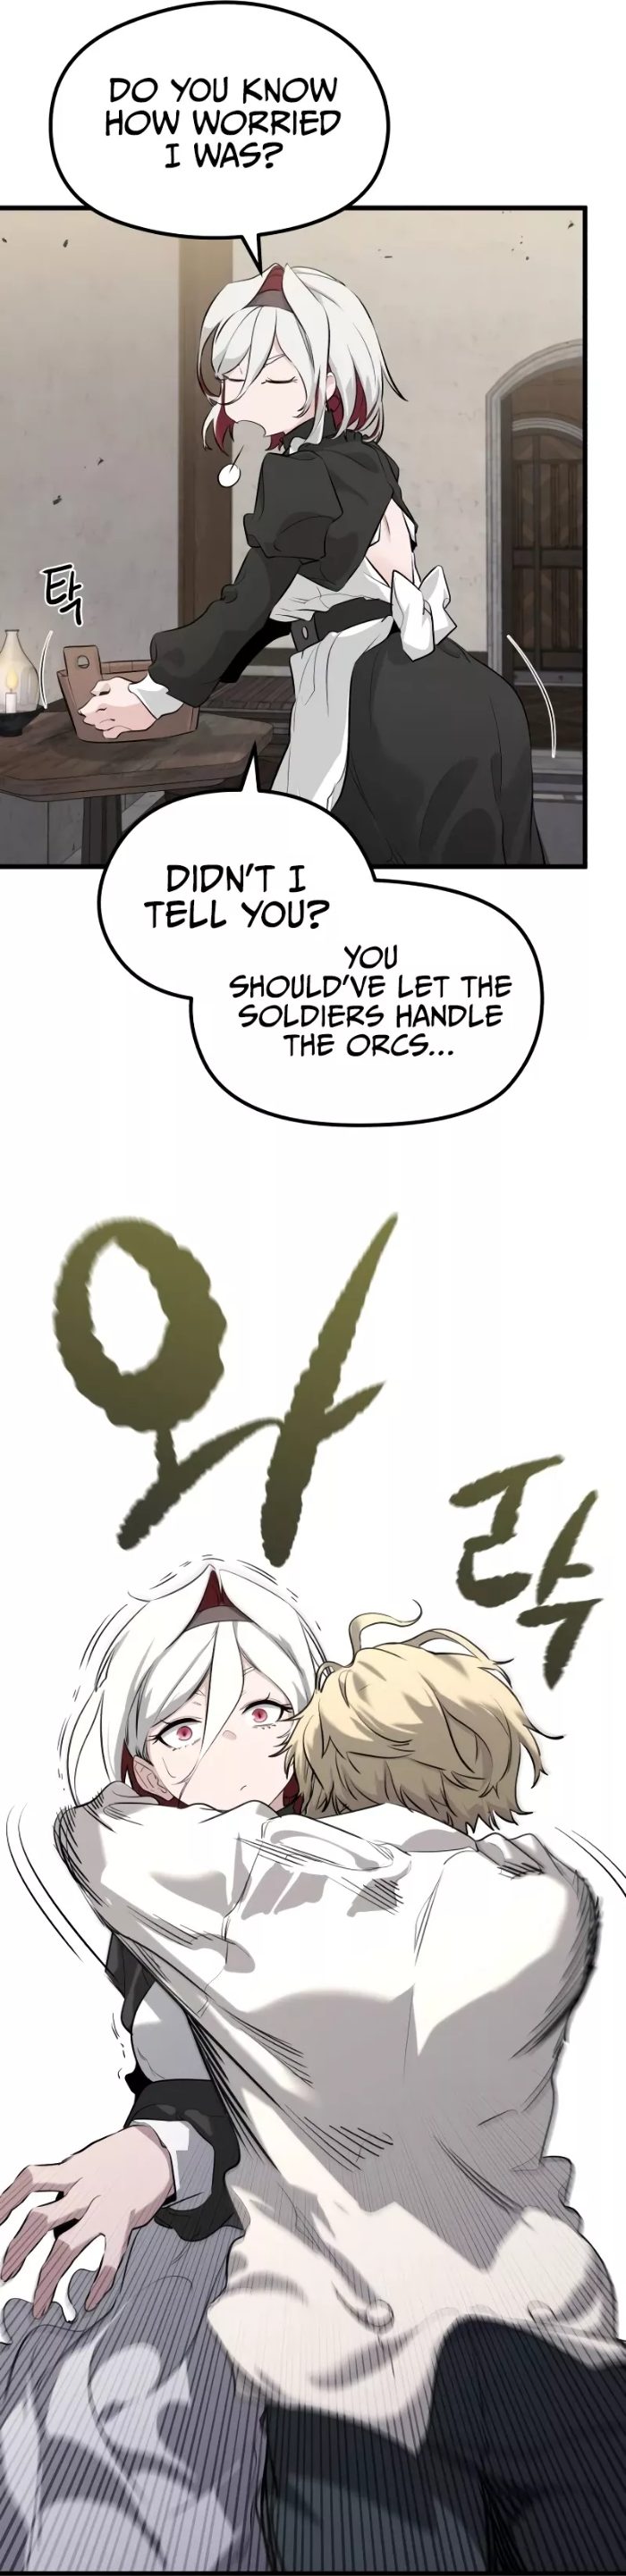 DO YOU KNOW
HOW WORRIED
I WAS?
탁
DIDN'T I
TELL YOU?
YOU
SHOULD'VE LET THE
SOLDIERS HANDLE
THE ORCS...
와
락